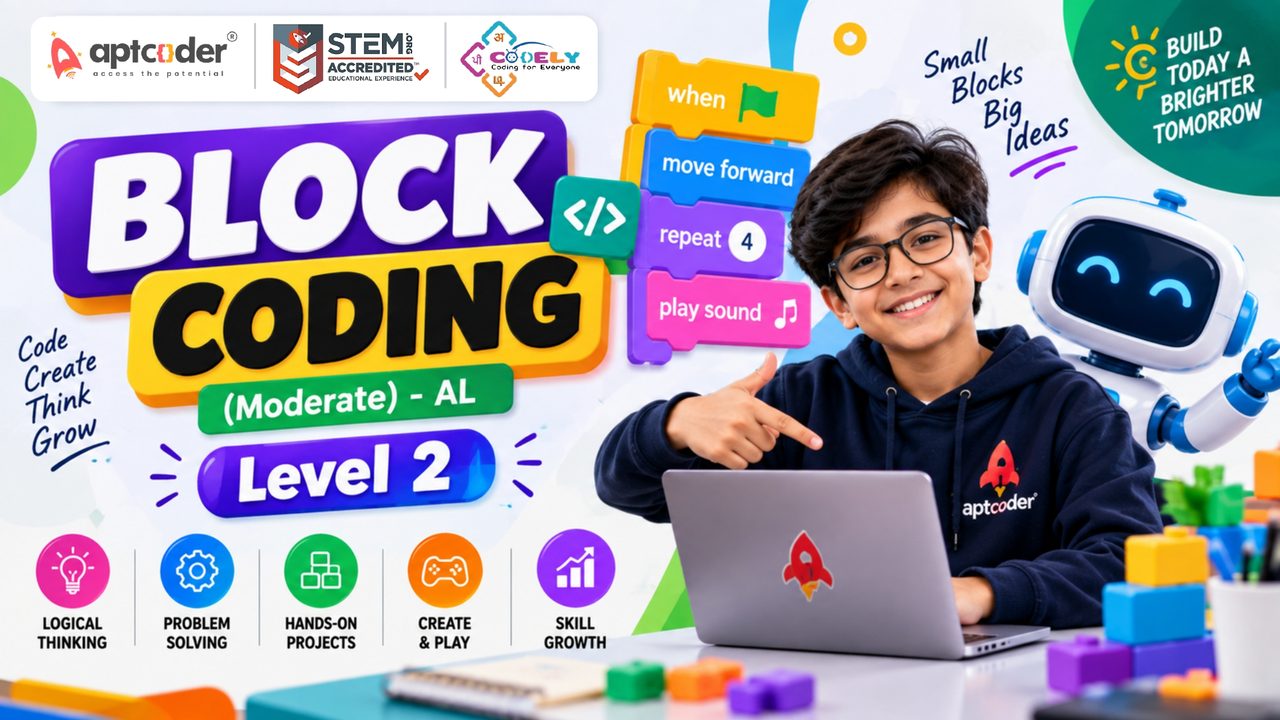 aptcoder®
access the potential
STEM.ORG
ACCREDITED™
EDUCATIONAL EXPERIENCE
अ
पी
CODELY
Coding for Everyone
BLOCK
CODING
(Moderate) - AL
Level 2
</>
when
move forward
repeat 4
play sound
Small
Blocks
Big
Ideas
BUILD
TODAY A
BRIGHTER
TOMORROW
Code
Create
Think
Grow
aptcoder®
LOGICAL
THINKING
PROBLEM
SOLVING
HANDS-ON
PROJECTS
CREATE
& PLAY
SKILL
GROWTH